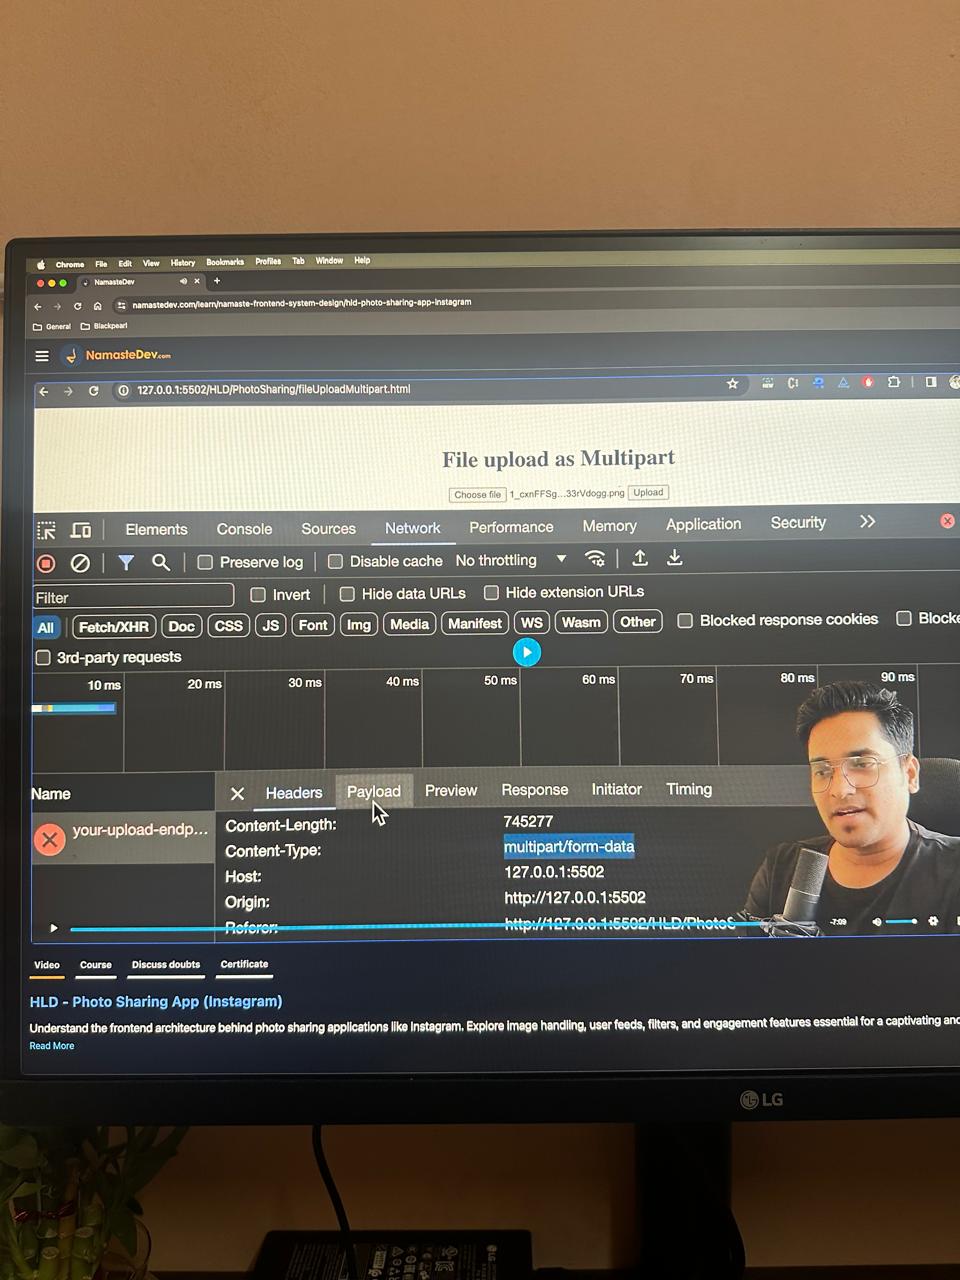 Chrome File Edit View History Bookmarks Profiles Tab Window Help
NamasteDev
namastedev.com/learn/namaste-frontend-system-design/hld-photo-sharing-app-instagram
General Blackpearl
NamasteDev.com
127.0.0.1:5502/HLD/PhotoSharing/fileUploadMultipart.html
File upload as Multipart
Choose file 1_cxnFFSg...33rVdogg.png Upload
Elements Console Sources Network Performance Memory Application Security
Preserve log Disable cache No throttling
Filter Invert Hide data URLs Hide extension URLs
All Fetch/XHR Doc CSS JS Font Img Media Manifest WS Wasm Other Blocked response cookies Blocke
3rd-party requests
10 ms 20 ms 30 ms 40 ms 50 ms 60 ms 70 ms 80 ms 90 ms
Name Headers Payload Preview Response Initiator Timing
your-upload-endp...
Content-Length: 745277
Content-Type: multipart/form-data
Host: 127.0.0.1:5502
Origin: http://127.0.0.1:5502
Referer: http://127.0.0.1:5502/HLD/PhotoS
-7:09
Video Course Discuss doubts Certificate
HLD - Photo Sharing App (Instagram)
Understand the frontend architecture behind photo sharing applications like Instagram. Explore image handling, user feeds, filters, and engagement features essential for a captivating and
Read More
LG
LG